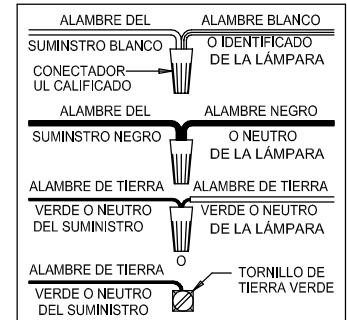 ALAMBRE DEL
SUMINSTRO BLANCO
ALAMBRE BLANCO
O IDENTIFICADO
DE LA LÁMPARA
CONECTADOR
UL CALIFICADO
ALAMBRE DEL
SUMINSTRO NEGRO
ALAMBRE NEGRO
O NEUTRO
DE LA LÁMPARA
ALAMBRE DE TIERRA
VERDE O NEUTRO
DEL SUMINISTRO
ALAMBRE DE TIERRA
VERDE O NEUTRO
DE LA LÁMPARA
O
ALAMBRE DE TIERRA
VERDE O NEUTRO
DEL SUMINISTRO
TORNILLO DE
TIERRA VERDE